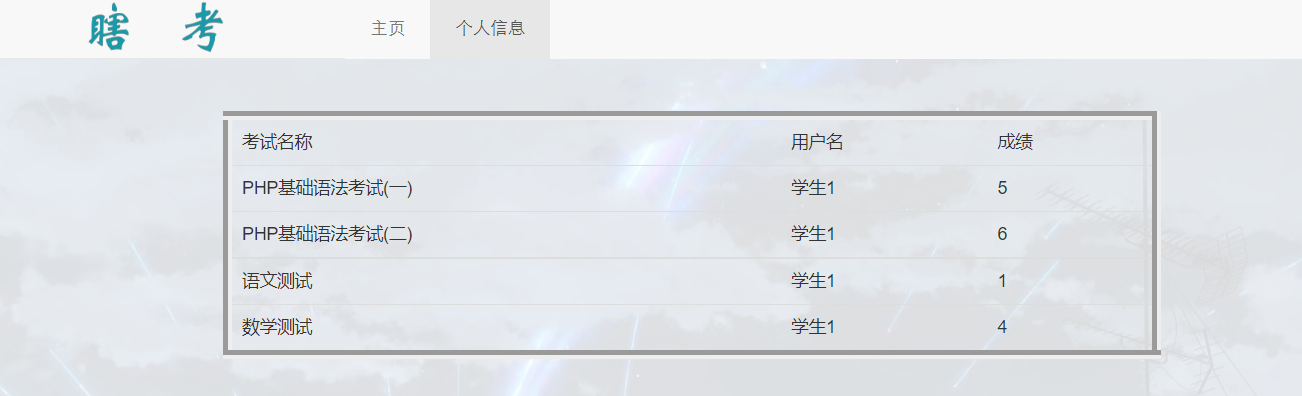 瞎 考 主页 个人信息
考试名称 用户名 成绩
PHP基础语法考试(一) 学生1 5
PHP基础语法考试(二) 学生1 6
语文测试 学生1 1
数学测试 学生1 4